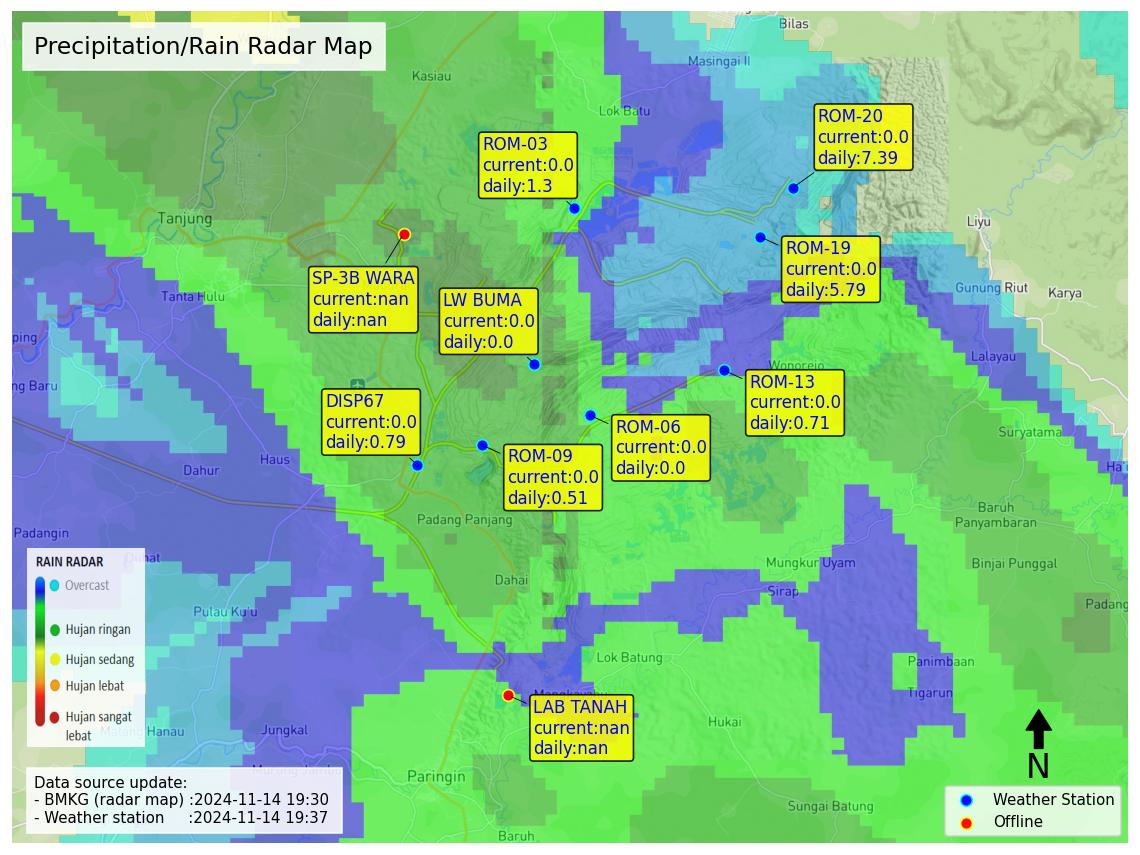 Precipitation/Rain Radar Map
Bilas
Masingai II
Kasiau
Lok Batu
ROM-20
current:0.0
daily:7.39
ROM-03
current:0.0
daily:1.3
Tanjung
Liyu
ROM-19
current:0.0
daily:5.79
SP-3B WARA
current:nan
daily:nan
Tanta Hulu
LW BUMA
current:0.0
daily:0.0
Gunung Riut
Karya
ping
Lalayau
Wonorejo
ng Baru
ROM-13
current:0.0
daily:0.71
DISP67
current:0.0
daily:0.79
ROM-06
current:0.0
daily:0.0
Suryatama
ROM-09
current:0.0
daily:0.51
Haus
Dahur
Ha
Padang Panjang
Baruh
Panyambaran
Padangin
Mungkur Uyam
Binjai Punggal
Dahai
Sirap
Padang
RAIN RADAR
Overcast
Hujan ringan
Hujan sedang
Hujan lebat
Hujan sangat
lebat
Pulau Ku'u
Lok Batung
Panimbaan
Tigarun
LAB TANAH
current:nan
daily:nan
Hukai
Jungkal
Paringin
N
Data source update:
- BMKG (radar map) :2024-11-14 19:30
- Weather station :2024-11-14 19:37
Sungai Batung
Baruh
Weather Station
Offline